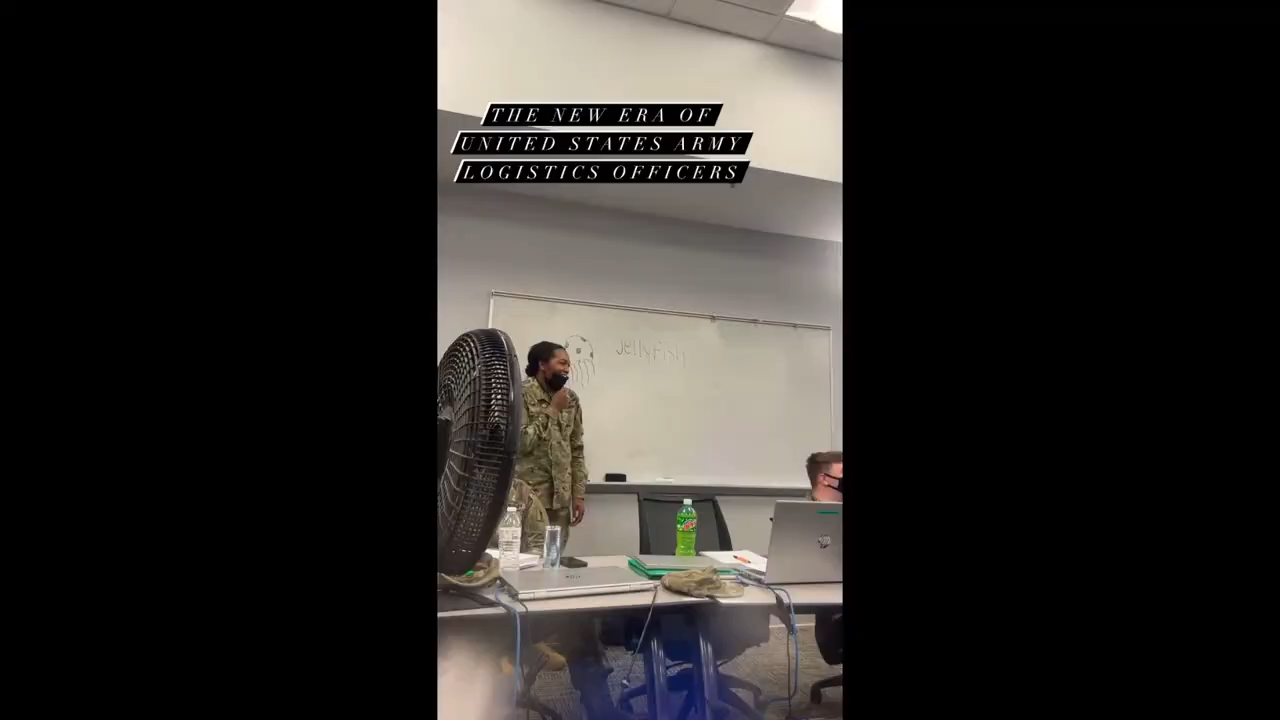 THE NEW ERA OF
UNITED STATES ARMY
LOGISTICS OFFICERS
Jellyfish